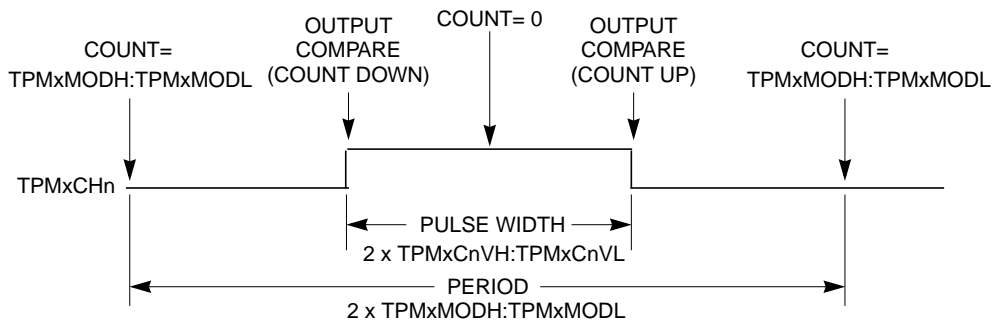 COUNT=
TPMxMODH:TPMxMODL
OUTPUT
COMPARE
(COUNT DOWN)
COUNT= 0
OUTPUT
COMPARE
(COUNT UP)
COUNT=
TPMxMODH:TPMxMODL
TPMxCHn
PULSE WIDTH
2 x TPMxCnVH:TPMxCnVL
PERIOD
2 x TPMxMODH:TPMxMODL